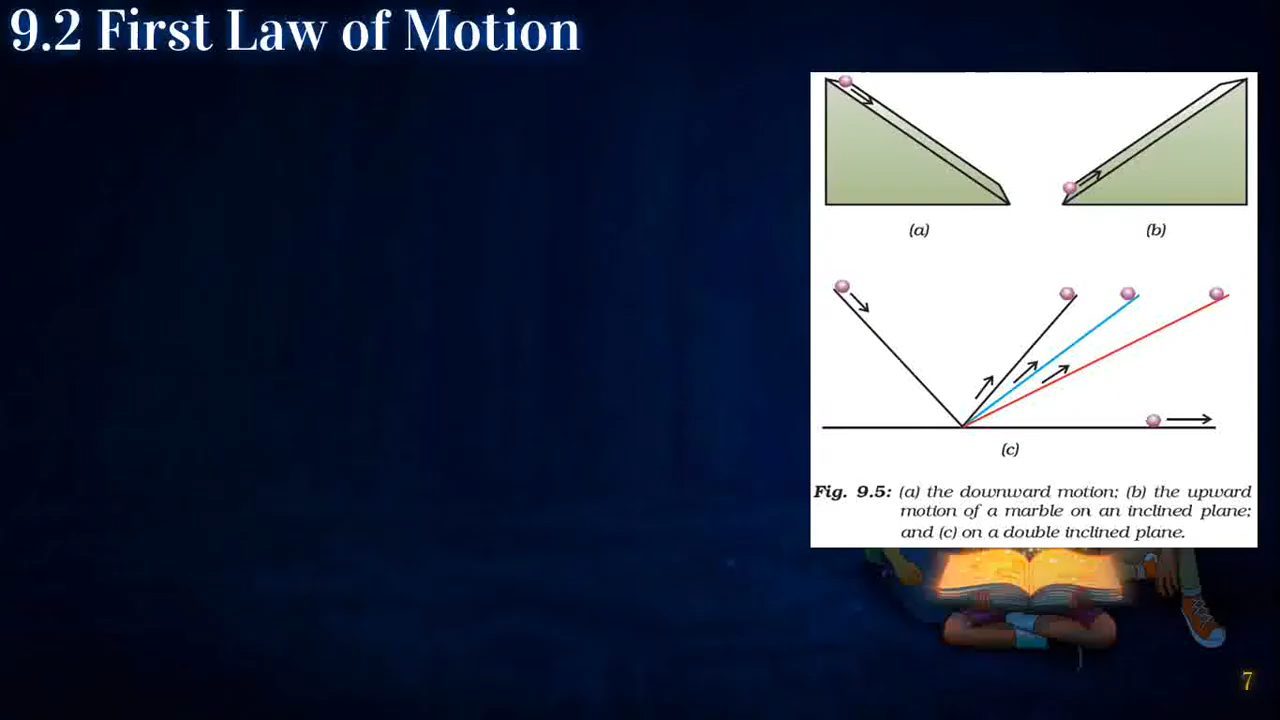 9.2 First Law of Motion
(a)
(b)
(c)
Fig. 9.5: (a) the downward motion; (b) the upward
motion of a marble on an inclined plane;
and (c) on a double inclined plane.
7